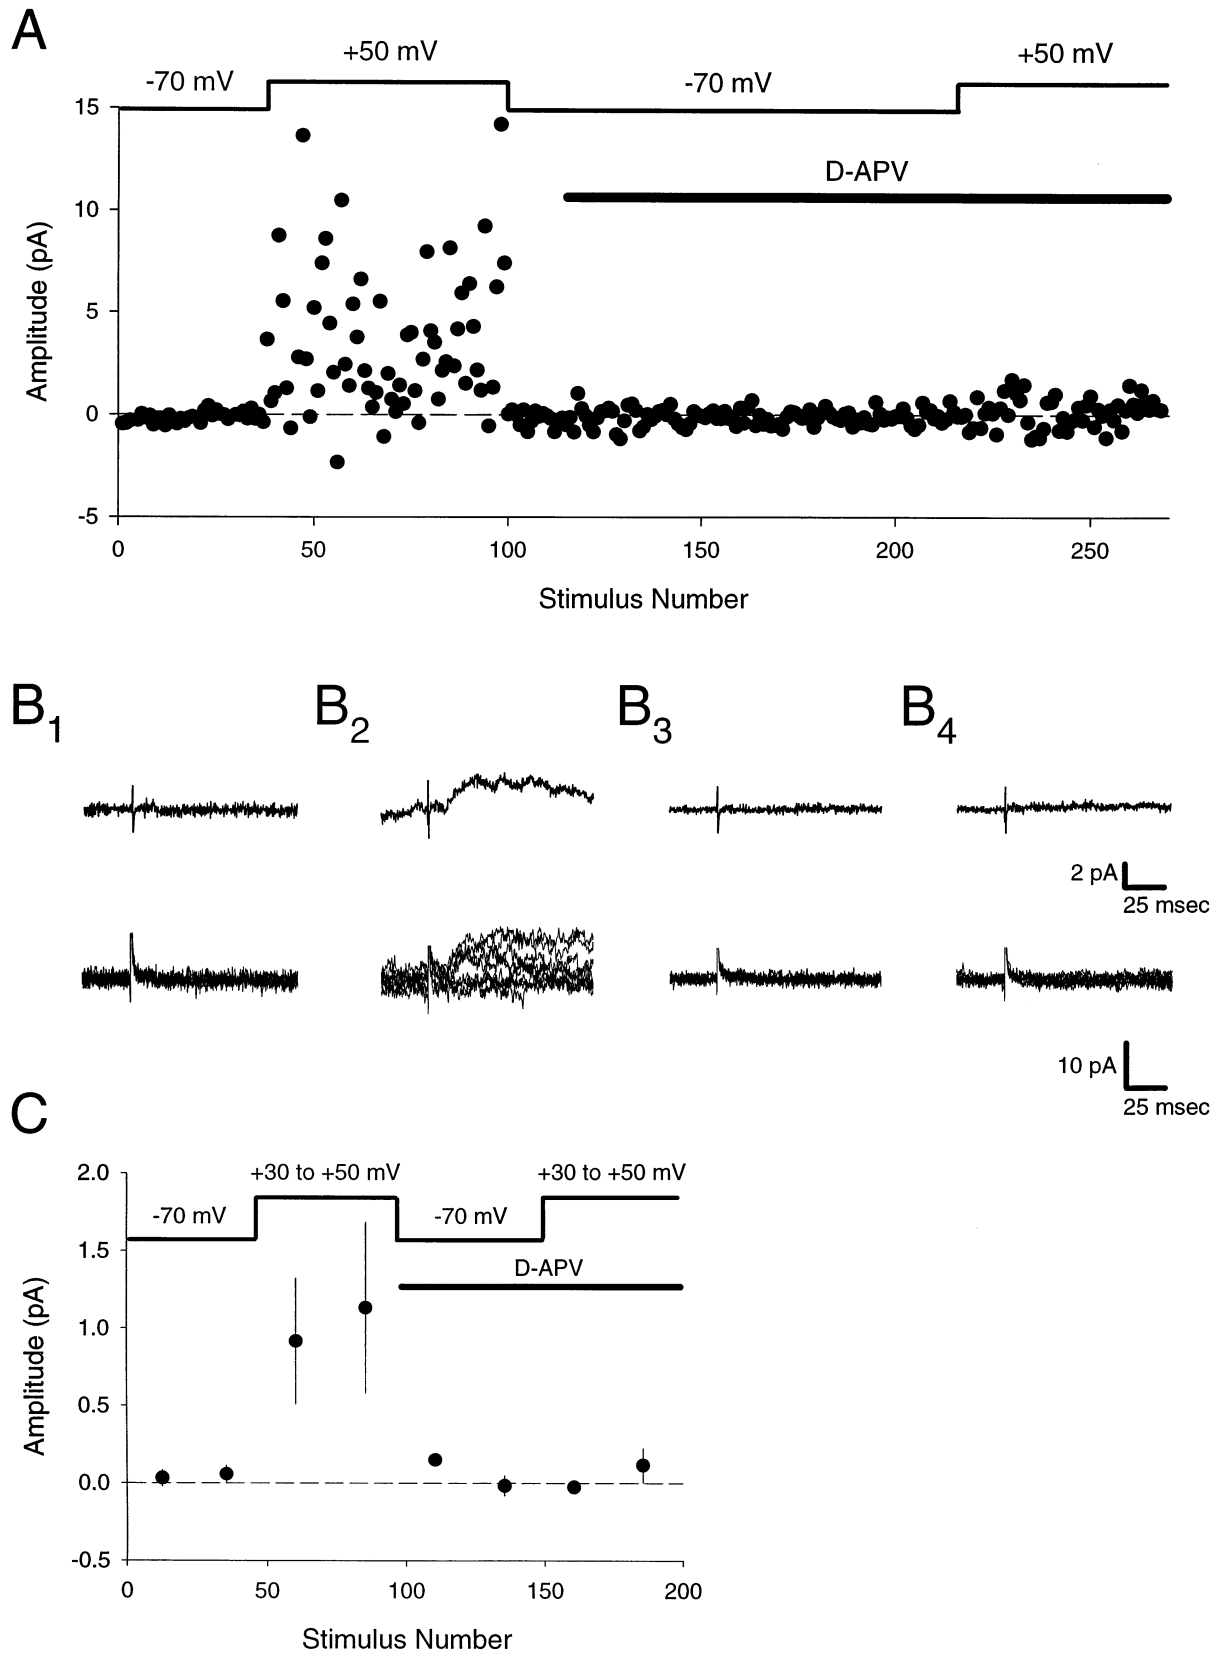 A
-70 mV
+50 mV
-70 mV
+50 mV
D-APV
15
10
5
0
-5
Amplitude (pA)
0 50 100 150 200 250
Stimulus Number
B1 B2 B3 B4
2 pA
25 msec
10 pA
25 msec
C
-70 mV
+30 to +50 mV
-70 mV
+30 to +50 mV
D-APV
2.0
1.5
1.0
0.5
0.0
-0.5
Amplitude (pA)
0 50 100 150 200
Stimulus Number